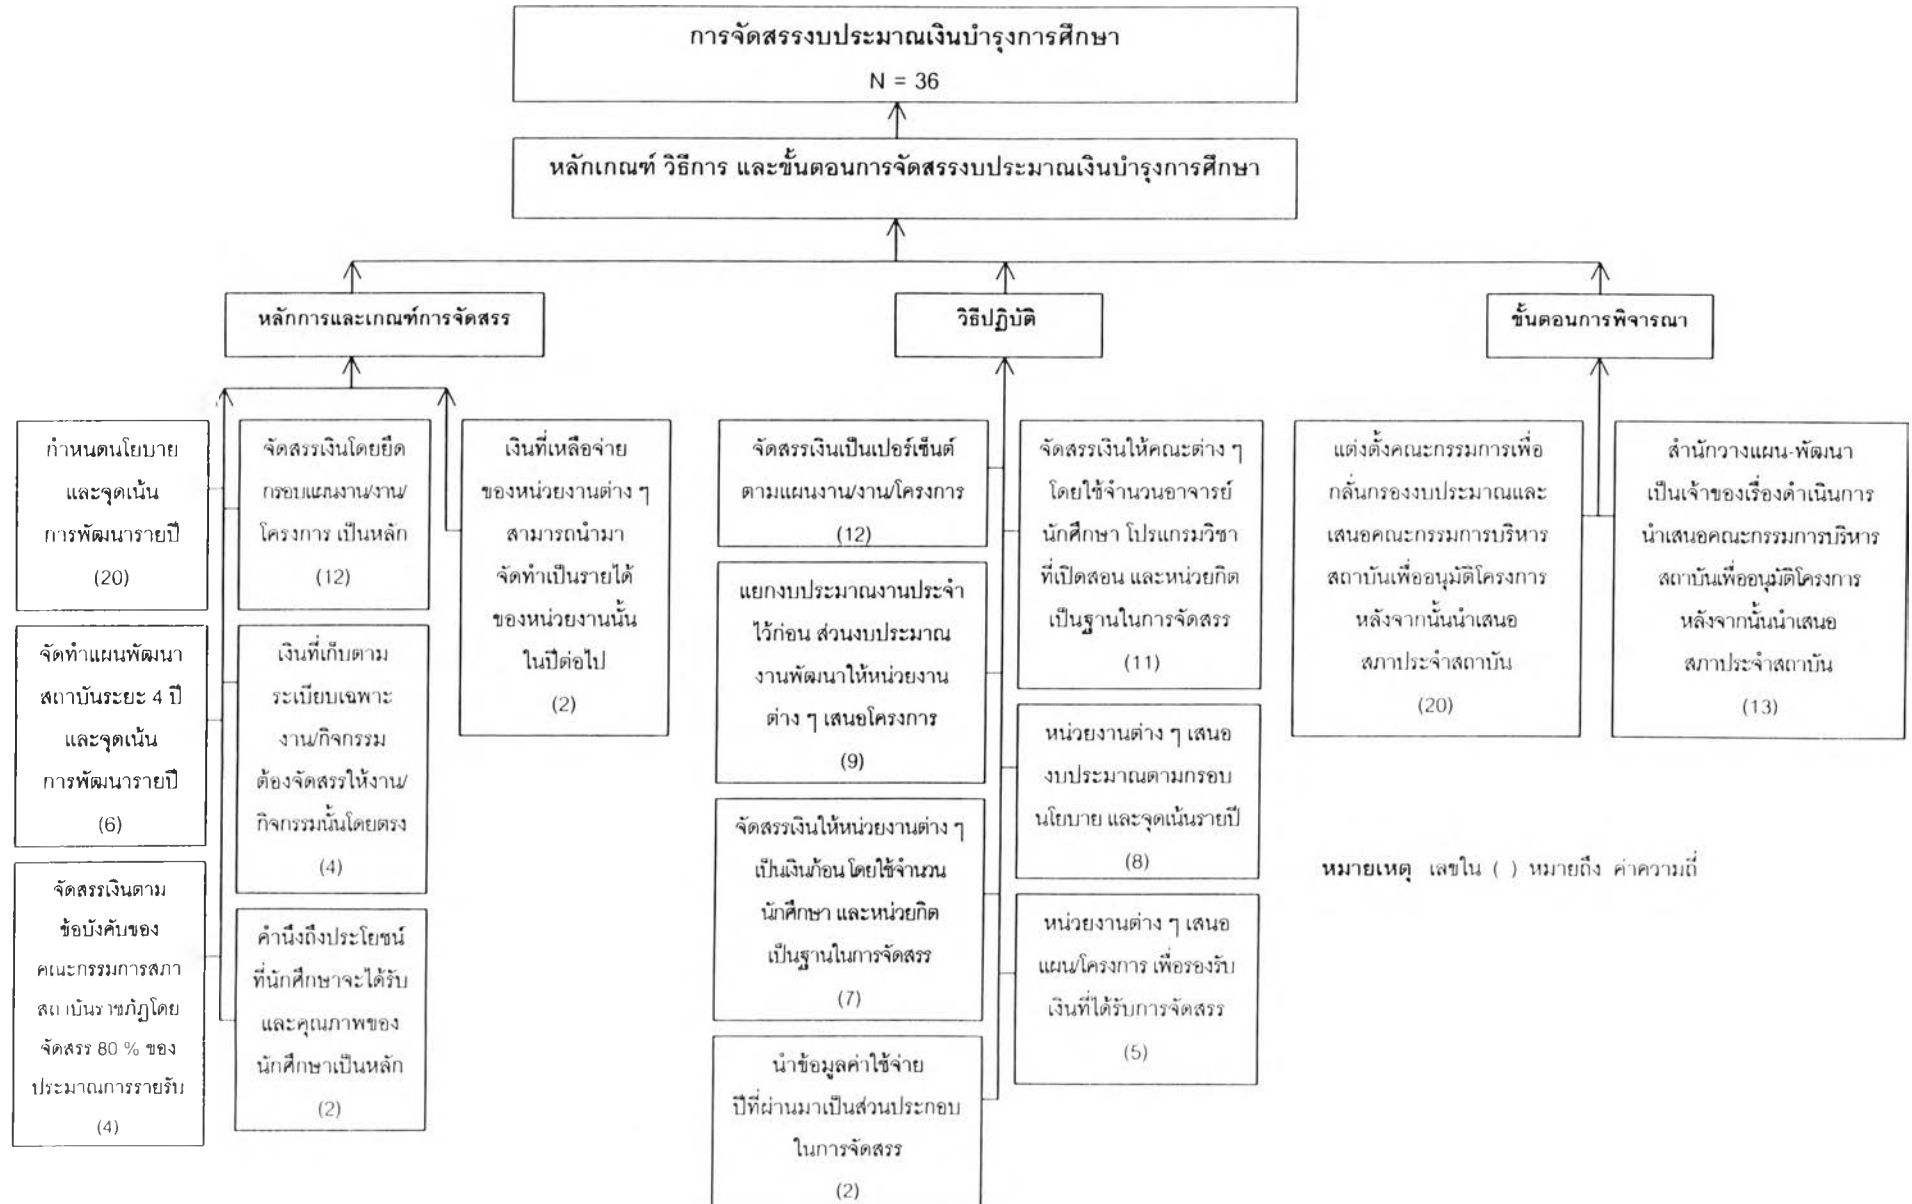 การจัดสรรงบประมาณเงินบำรุงการศึกษา
N = 36
หลักเกณฑ์ วิธีการ และขั้นตอนการจัดสรรงบประมาณเงินบำรุงการศึกษา
หลักการและเกณฑ์การจัดสรร
วิธีปฏิบัติ
ขั้นตอนการพิจารณา
กำหนดนโยบาย
และจุดเน้น
การพัฒนารายปี
(20)
จัดทำแผนพัฒนา
สถาบันระยะ 4 ปี
และจุดเน้น
การพัฒนารายปี
(6)
จัดสรรเงินตาม
ข้อบังคับของ
คณะกรรมการสภา
สถาบันราชภัฏโดย
จัดสรร 80 % ของ
ประมาณการรายรับ
(4)
จัดสรรเงินโดยยึด
กรอบแผนงาน/งาน/
โครงการ เป็นหลัก
(12)
เงินที่เก็บตาม
ระเบียบเฉพาะ
งาน/กิจกรรม
ต้องจัดสรรให้งาน/
กิจกรรมนั้นโดยตรง
(4)
คำนึงถึงประโยชน์
ที่นักศึกษาจะได้รับ
และคุณภาพของ
นักศึกษาเป็นหลัก
(2)
เงินที่เหลือจ่าย
ของหน่วยงานต่าง ๆ
สามารถนำมา
จัดทำเป็นรายได้
ของหน่วยงานนั้น
ในปีต่อไป
(2)
จัดสรรเงินเป็นเปอร์เซ็นต์
ตามแผนงาน/งาน/โครงการ
(12)
แยกงบประมาณงานประจำ
ไว้ก่อน ส่วนงบประมาณ
งานพัฒนาให้หน่วยงาน
ต่าง ๆ เสนอโครงการ
(9)
จัดสรรเงินให้หน่วยงานต่าง ๆ
เป็นเงินก้อน โดยใช้จำนวน
นักศึกษา และหน่วยกิต
เป็นฐานในการจัดสรร
(7)
นำข้อมูลค่าใช้จ่าย
ปีที่ผ่านมาเป็นส่วนประกอบ
ในการจัดสรร
(2)
จัดสรรเงินให้คณะต่าง ๆ
โดยใช้จำนวนอาจารย์
นักศึกษา โปรแกรมวิชา
ที่เปิดสอน และหน่วยกิต
เป็นฐานในการจัดสรร
(11)
หน่วยงานต่าง ๆ เสนอ
งบประมาณตามกรอบ
นโยบาย และจุดเน้นรายปี
(8)
หน่วยงานต่าง ๆ เสนอ
แผน/โครงการ เพื่อรองรับ
เงินที่ได้รับการจัดสรร
(5)
แต่งตั้งคณะกรรมการเพื่อ
กลั่นกรองงบประมาณและ
เสนอคณะกรรมการบริหาร
สถาบันเพื่ออนุมัติโครงการ
หลังจากนั้นนำเสนอ
สภาประจำสถาบัน
(20)
สำนักวางแผน-พัฒนา
เป็นเจ้าของเรื่องดำเนินการ
นำเสนอคณะกรรมการบริหาร
สถาบันเพื่ออนุมัติโครงการ
หลังจากนั้นนำเสนอ
สภาประจำสถาบัน
(13)
หมายเหตุ เลขใน ( ) หมายถึง ค่าความถี่